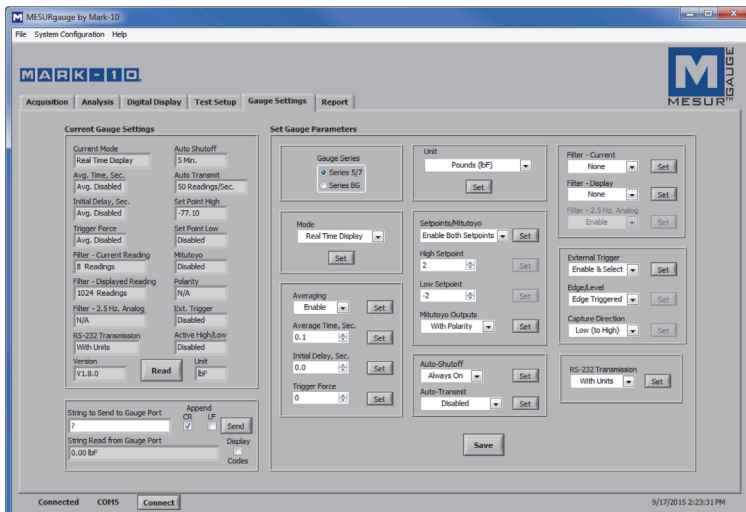 MESURgauge by Mark-10
File System Configuration Help
MARK-10
MESUR™GAUGE
Acquisition Analysis Digital Display Test Setup Gauge Settings Report
Current Gauge Settings
Current Mode
Real Time Display
Auto Shutoff
5 Min.
Avg. Time, Sec.
Avg. Disabled
Auto Transmit
50 Readings/Sec.
Initial Delay, Sec.
Avg. Disabled
Set Point High
-77.10
Trigger Force
Avg. Disabled
Set Point Low
Disabled
Filter - Current Reading
8 Readings
Mitutoyo
Disabled
Filter - Displayed Reading
1024 Readings
Polarity
N/A
Filter - 2.5 Hz. Analog
N/A
Ext. Trigger
Disabled
RS-232 Transmission
With Units
Active High/Low
Disabled
Version
V1.8.0
Read
Unit
lbF
String to Send to Gauge Port
?
Append
CR LF
Send
String Read from Gauge Port
0.00 lbF
Display
Codes
Set Gauge Parameters
Gauge Series
Series 5/7
Series BG
Mode
Real Time Display
Set
Averaging
Enable
Set
Average Time, Sec.
0.1
Set
Initial Delay, Sec.
0.0
Set
Trigger Force
0
Set
Unit
Pounds (lbF)
Set
Setpoints/Mitutoyo
Enable Both Setpoints
Set
High Setpoint
2
Set
Low Setpoint
-2
Set
Mitutoyo Outputs
With Polarity
Set
Auto-Shutoff
Always On
Set
Auto-Transmit
Disabled
Set
Save
Filter - Current
None
Set
Filter - Display
None
Set
Filter - 2.5 Hz. Analog
Enable
Set
External Trigger
Enable & Select
Set
Edge/Level
Edge Triggered
Set
Capture Direction
Low (to High)
Set
RS-232 Transmission
With Units
Set
Connected COM5 Connect
9/17/2015 2:23:31 PM